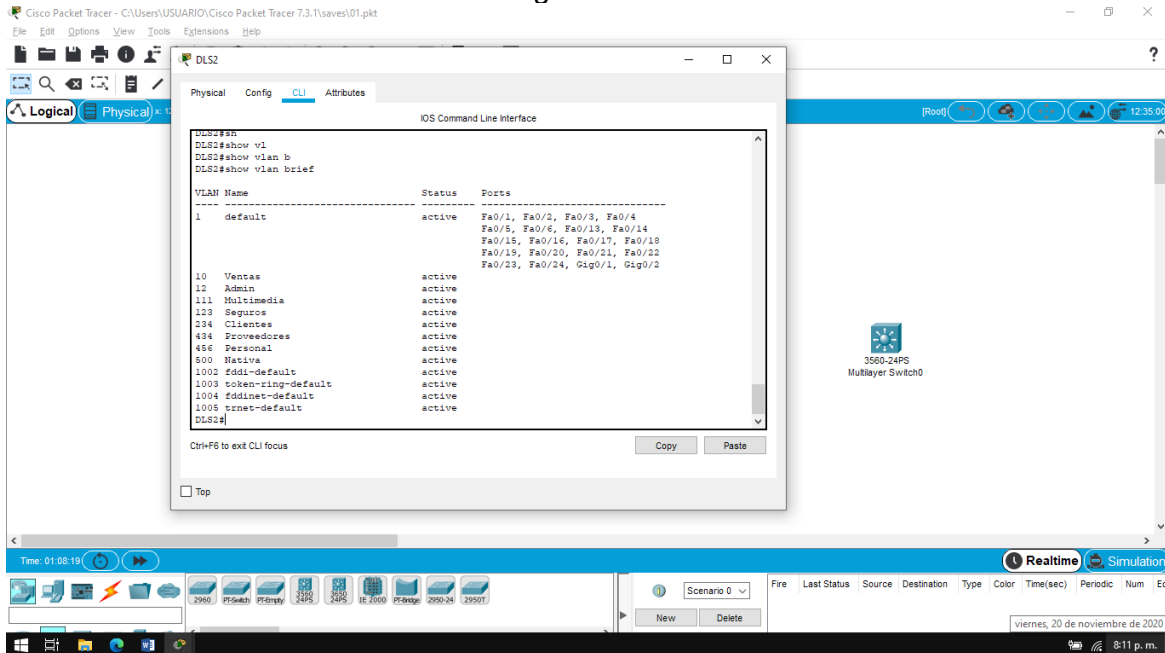 Cisco Packet Tracer - C:\Users\USUARIO\Cisco Packet Tracer 7.3.1\saves\01.pkt
File Edit Options View Tools Extensions Help
?
DLS2
Physical Config CLI Attributes
Logical Physical x: 1
[Root] 12:35:00
IOS Command Line Interface
DLS2#sh
DLS2#show vl
DLS2#show vlan b
DLS2#show vlan brief
VLAN Name Status Ports
---- -------------------------------- --------- -------------------------------
1 default active Fa0/1, Fa0/2, Fa0/3, Fa0/4
Fa0/5, Fa0/6, Fa0/13, Fa0/14
Fa0/15, Fa0/16, Fa0/17, Fa0/18
Fa0/19, Fa0/20, Fa0/21, Fa0/22
Fa0/23, Fa0/24, Gig0/1, Gig0/2
10 Ventas active
12 Admin active
111 Multimedia active
123 Seguros active
234 Clientes active
434 Proveedores active
456 Personal active
500 Nativa active
1002 fddi-default active
1003 token-ring-default active
1004 fddinet-default active
1005 trnet-default active
DLS2#
Ctrl+F6 to exit CLI focus
Copy Paste
Top
3560-24PS
Multilayer Switch0
Time: 01:08:19
Realtime Simulation
2960 PT-Switch PT-Empty 3560 24PS 3650 24PS IE 2000 PT-Bridge 2950-24 2950T
Scenario 0
New Delete
Fire Last Status Source Destination Type Color Time(sec) Periodic Num Ed
viernes, 20 de noviembre de 2020
8:11 p. m.